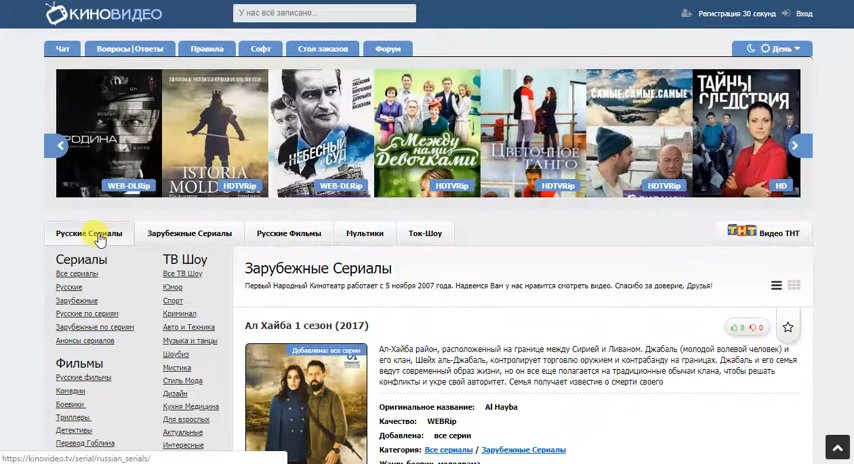 КИНОВИДЕО
У нас всё записано...
Регистрация 30 секунд
Вход
Чат
Вопросы|Ответы
Правила
Софт
Стол заказов
Форум
День
РОДИНА
WEB-DLRip
ISTORIA
HDTVRip
НЕБЕСНЫЙ СУД
WEB-DLRip
Между нами Девочками
HDTVRip
Цветочное танго
HDTVRip
САМЫЕ. САМЫЕ. САМЫЕ
HDTVRip
ТАЙНЫ СЛЕДСТВИЯ
HD
Русские Сериалы
Зарубежные Сериалы
Русские Фильмы
Мультики
Ток-Шоу
ТНТ Видео ТНТ
Сериалы
Все сериалы
Русские
Зарубежные
Русские по сериям
Зарубежные по сериям
Анонсы сериалов
Фильмы
Русские фильмы
Комедии
Боевики
Триллеры
Детективы
Перевод Гоблина
ТВ Шоу
Все ТВ Шоу
Юмор
Спорт
Криминал
Авто и Техника
Музыка и танцы
Шоубиз
Мистика
Стиль Мода
Дизайн
Кухня Медицина
Для взрослых
Актуальные
Интересные
Зарубежные Сериалы
Первый Народный Кинотеатр работает с 5 ноября 2007 года. Надеемся Вам у нас нравится смотреть видео. Спасибо за доверие, Друзья!
Ал Хайба 1 сезон (2017)
0 0
Добавлена: все серии
Ал-Хайба район, расположенный на границе между Сирией и Ливаном. Джабаль (молодой волевой человек) и
его клан, Шейх аль-Джабаль, контролирует торговлю оружием и контрабанду на границах. Джабаль и его семья
ведут современный образ жизни, но он все еще полагается на традиционные обычаи клана, чтобы решать
конфликты и укре свой авторитет. Семья получает известие о смерти своего
Оригинальное название: Al Hayba
Качество: WEBRip
Добавлена: все серии
Категория: Все сериалы / Зарубежные Сериалы
Жанры: боевик, мелодрама
https://kinovideo.tv/serial/russian_serials/